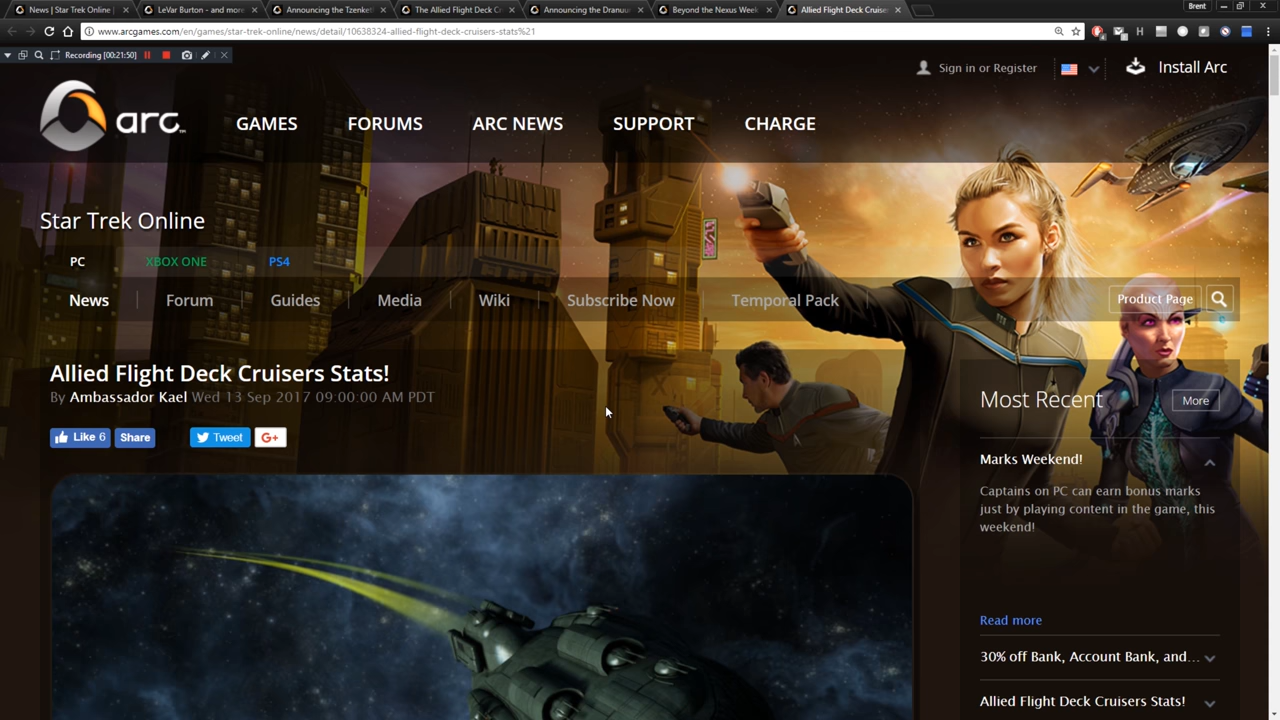 News | Star Trek Online
LeVar Burton - and more
Announcing the Tzenket
The Allied Flight Deck Cr
Announcing the Dranuu
Beyond the Nexus Week
Allied Flight Deck Cruise
Brent
www.arcgames.com/en/games/star-trek-online/news/detail/10638324-allied-flight-deck-cruisers-stats%21
Recording [00:21:50]
Sign in or Register
Install Arc
arc
GAMES
FORUMS
ARC NEWS
SUPPORT
CHARGE
Star Trek Online
PC
XBOX ONE
PS4
News
Forum
Guides
Media
Wiki
Subscribe Now
Temporal Pack
Product Page
Allied Flight Deck Cruisers Stats!
By Ambassador Kael Wed 13 Sep 2017 09:00:00 AM PDT
Like 6
Share
Tweet
G+
Most Recent
More
Marks Weekend!
Captains on PC can earn bonus marks
just by playing content in the game, this
weekend!
Read more
30% off Bank, Account Bank, and...
Allied Flight Deck Cruisers Stats!